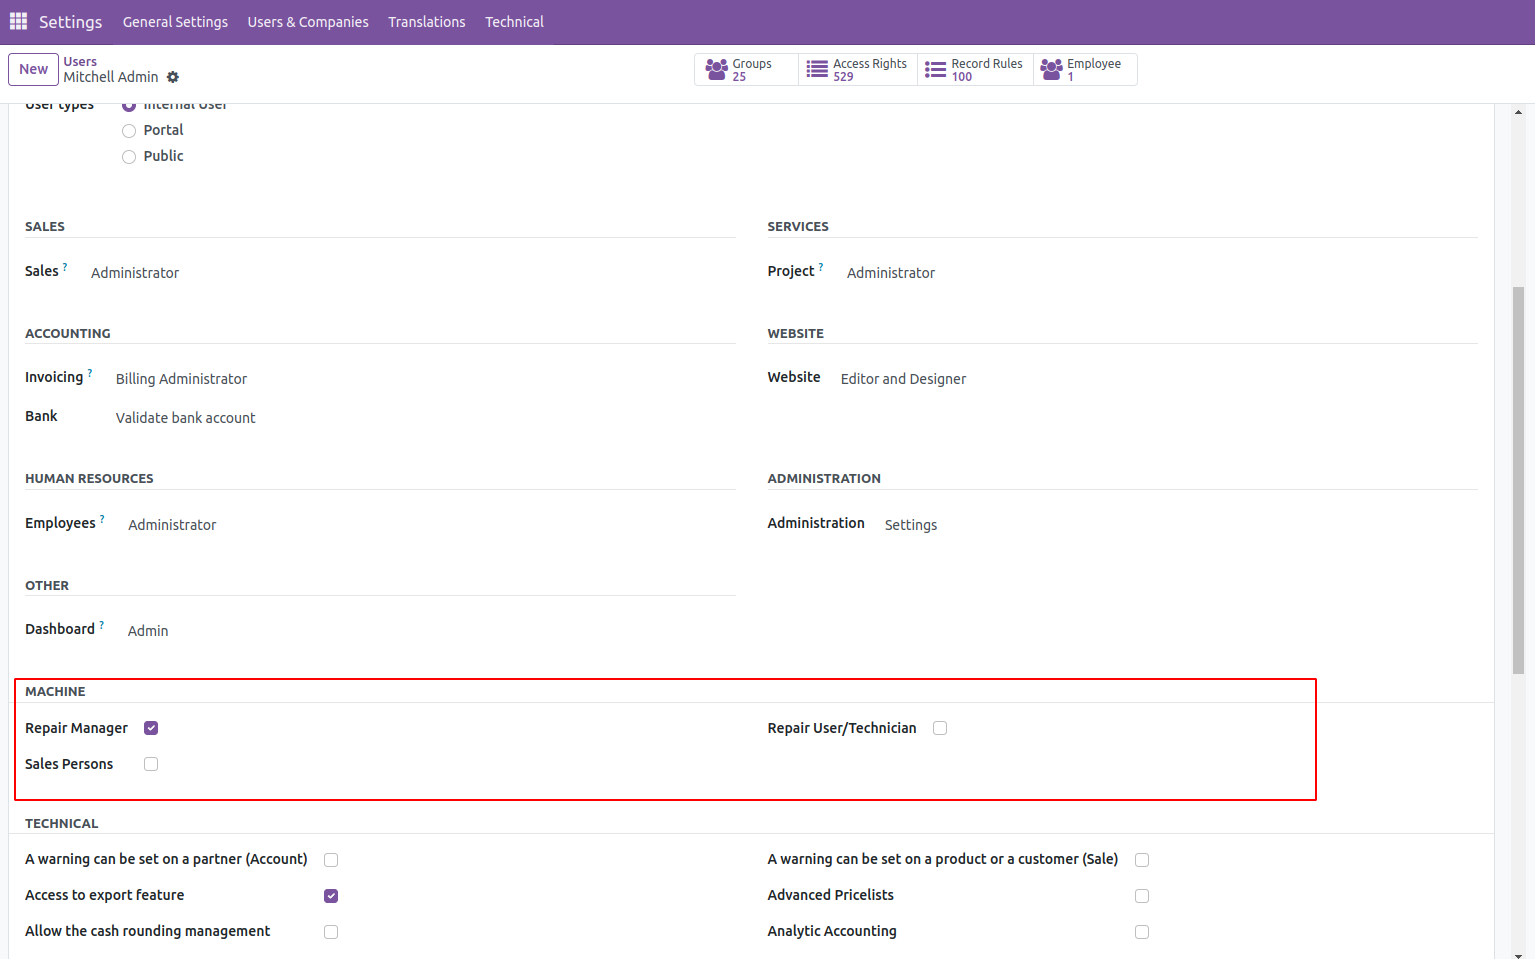 Settings General Settings Users & Companies Translations Technical
New
Users
Mitchell Admin
Groups
25
Access Rights
529
Record Rules
100
Employee
1
User types Internal User
Portal
Public
SALES
Sales ? Administrator
SERVICES
Project ? Administrator
ACCOUNTING
Invoicing ? Billing Administrator
Bank Validate bank account
WEBSITE
Website Editor and Designer
HUMAN RESOURCES
Employees ? Administrator
ADMINISTRATION
Administration Settings
OTHER
Dashboard ? Admin
MACHINE
Repair Manager
Repair User/Technician
Sales Persons
TECHNICAL
A warning can be set on a partner (Account)
A warning can be set on a product or a customer (Sale)
Access to export feature
Advanced Pricelists
Allow the cash rounding management
Analytic Accounting